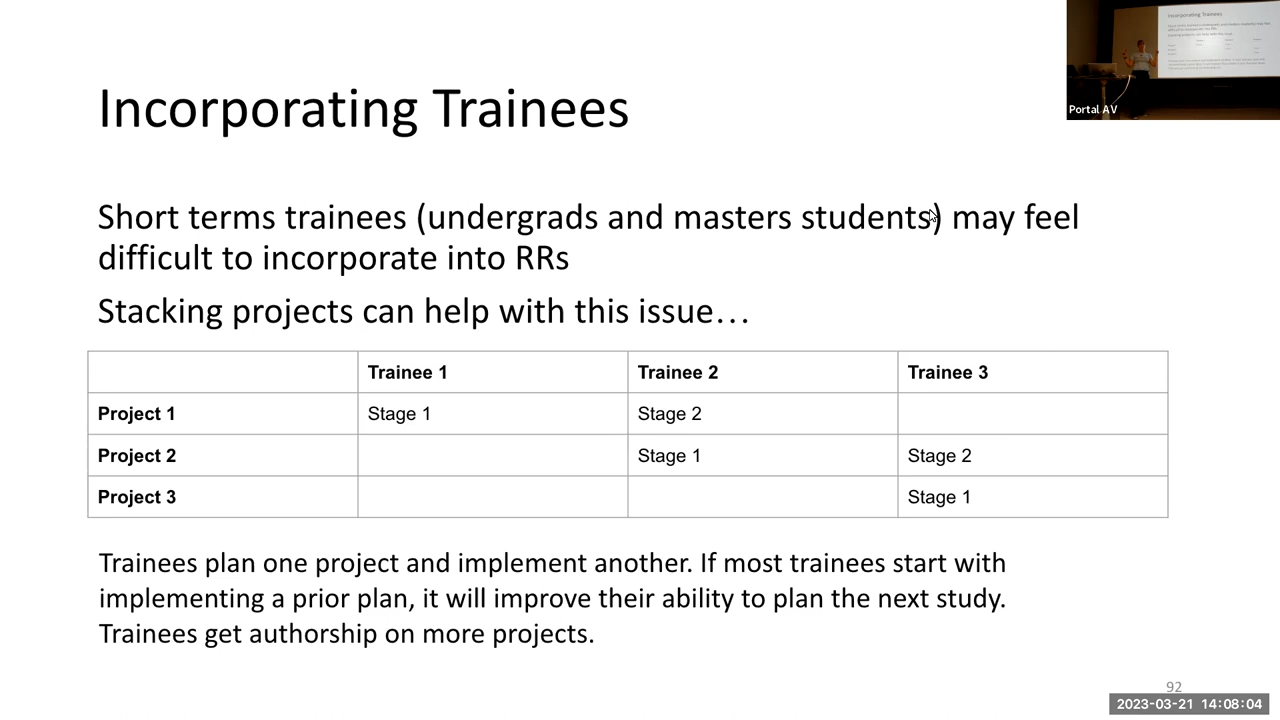 Incorporating Trainees
Portal AV
Short terms trainees (undergrads and masters students) may feel
difficult to incorporate into RRs
Stacking projects can help with this issue…
Trainee 1 Trainee 2 Trainee 3
Project 1 Stage 1 Stage 2
Project 2 Stage 1 Stage 2
Project 3 Stage 1
Trainees plan one project and implement another. If most trainees start with
implementing a prior plan, it will improve their ability to plan the next study.
Trainees get authorship on more projects.
92
2023-03-21 14:08:04